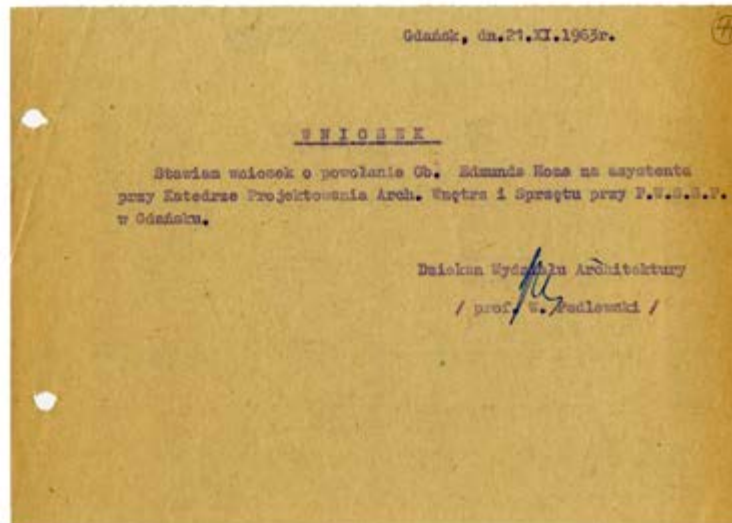 Gdańsk, dn.21.XI.1963r.
WNIOSEK
Stawiam wniosek o powołanie Ob. Edmunda Homa na asystenta
przy Katedrze Projektowania Arch. Wnętrz i Sprzętu przy P.W.S.S.P.
w Gdańsku.
Dziekan Wydziału Architektury
/ prof. W. Padlewski /